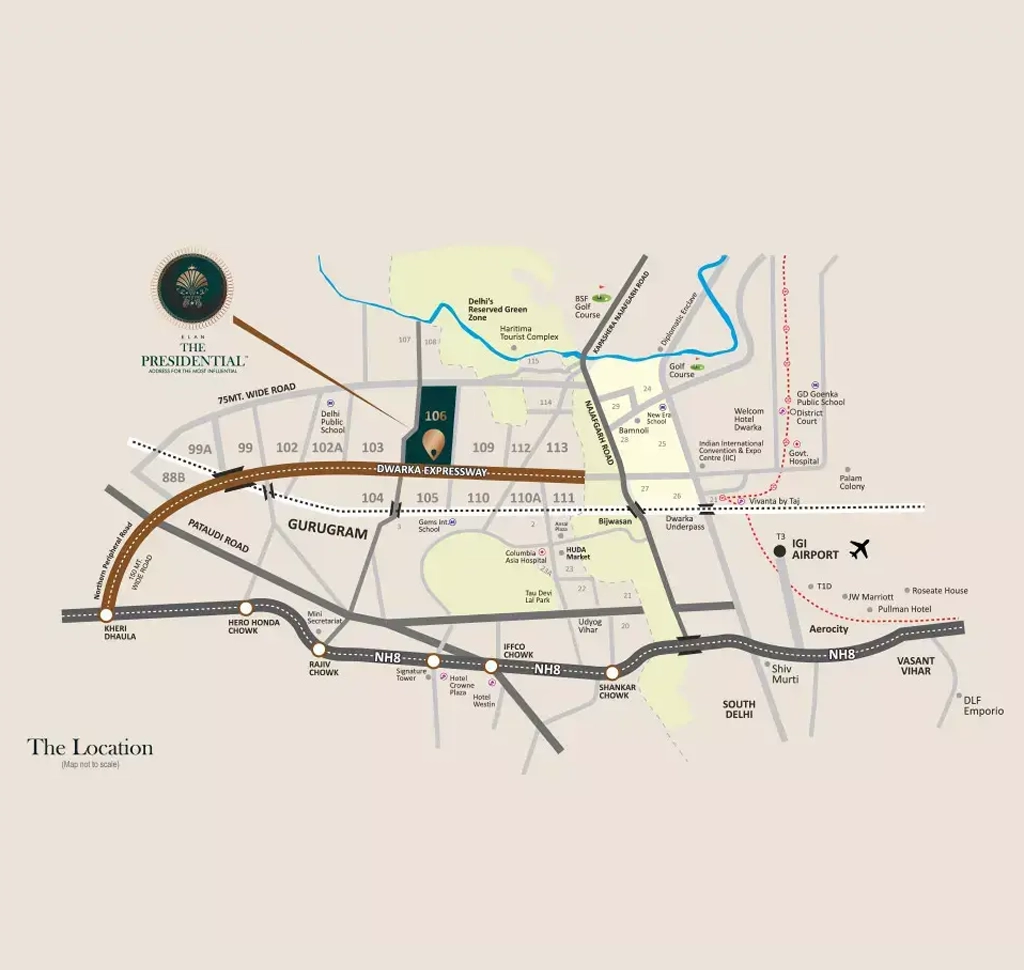 ELAN
THE
PRESIDENTIAL™
ADDRESS FOR THE MOST INFLUENTIAL
Delhi's
Reserved Green
Zone
Haritima
Tourist Complex
BSF
Golf
Course
KAPASHERA NAJAFGARH ROAD
Diplomatic Enclave
Golf
Course
107
108
115
114
75MT. WIDE ROAD
Delhi
Public
School
106
24
29
New Era
School
Bamnoli
28
25
NAJAFGARH ROAD
Welcom
Hotel
Dwarka
GD Goenka
Public School
District
Court
Indian International
Convention & Expo
Centre (IIC)
Govt.
Hospital
Palam
Colony
99A
99
102
102A
103
109
112
113
88B
DWARKA EXPRESSWAY
104
105
110
110A
111
27
26
21
Vivanta by Taj
GURUGRAM
3
Gems Int.
School
2
Ansal
Plaza
Bijwasan
Dwarka
Underpass
PATAUDI ROAD
Northern Peripheral Road
150 MT.
WIDE ROAD
Columbia
Asia Hospital
HUDA
Market
23A
23
22
21
20
Tau Devi
Lal Park
Udyog
Vihar
T3
IGI
AIRPORT
T1D
JW Marriott
Roseate House
Pullman Hotel
Aerocity
KHERI
DHAULA
HERO HONDA
CHOWK
Mini
Secretariat
RAJIV
CHOWK
NH8
Signature
Tower
Hotel
Crowne
Plaza
IFFCO
CHOWK
Hotel
Westin
NH8
SHANKAR
CHOWK
NH8
Shiv
Murti
VASANT
VIHAR
SOUTH
DELHI
DLF
Emporio
The Location
(Map not to scale)